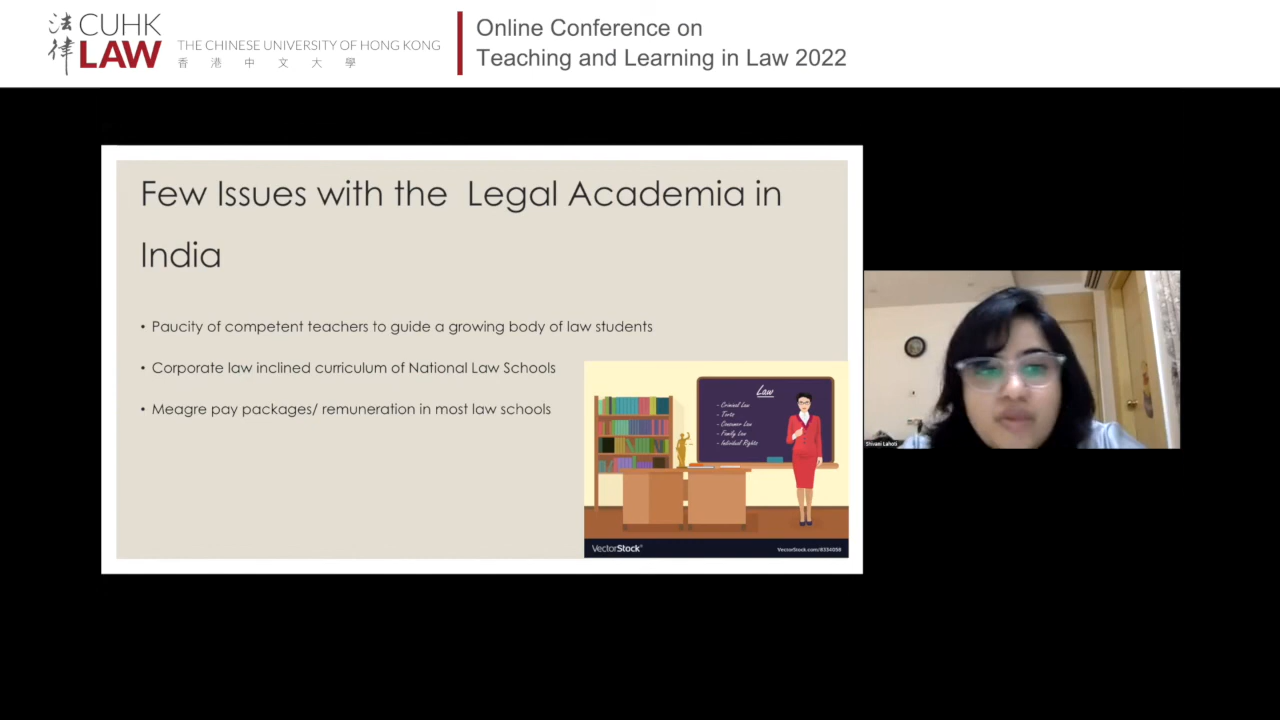 法律
CUHK
LAW
THE CHINESE UNIVERSITY OF HONG KONG
香 港 中 文 大 學
Online Conference on
Teaching and Learning in Law 2022
Few Issues with the Legal Academia in
India
• Paucity of competent teachers to guide a growing body of law students
• Corporate law inclined curriculum of National Law Schools
• Meagre pay packages/ remuneration in most law schools
Law
- Criminal Law
- Torts
- Consumer Law
- Family Law
- Individual Rights
VectorStock®
VectorStock.com/8334058
Shivani Lahoti